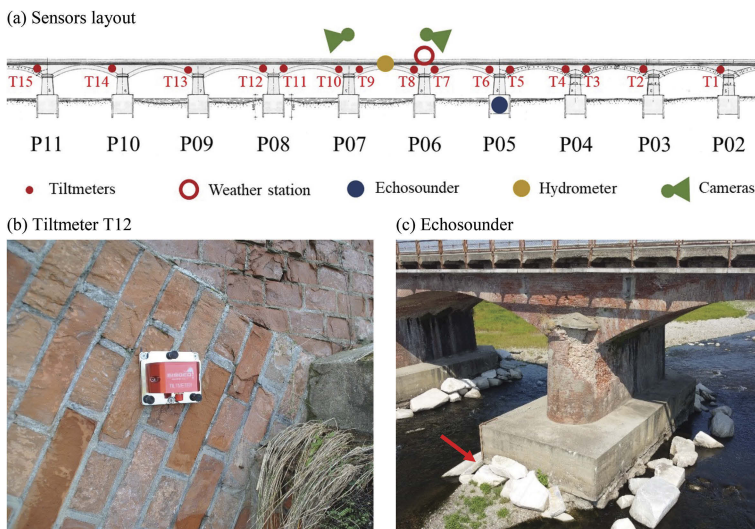 (a) Sensors layout
T15 T14 T13 T12 T11 T10 T9 T8 T7 T6 T5 T4 T3 T2 T1
P11 P10 P09 P08 P07 P06 P05 P04 P03 P02
Tiltmeters Weather station Echosounder Hydrometer Cameras
(b) Tiltmeter T12
(c) Echosounder